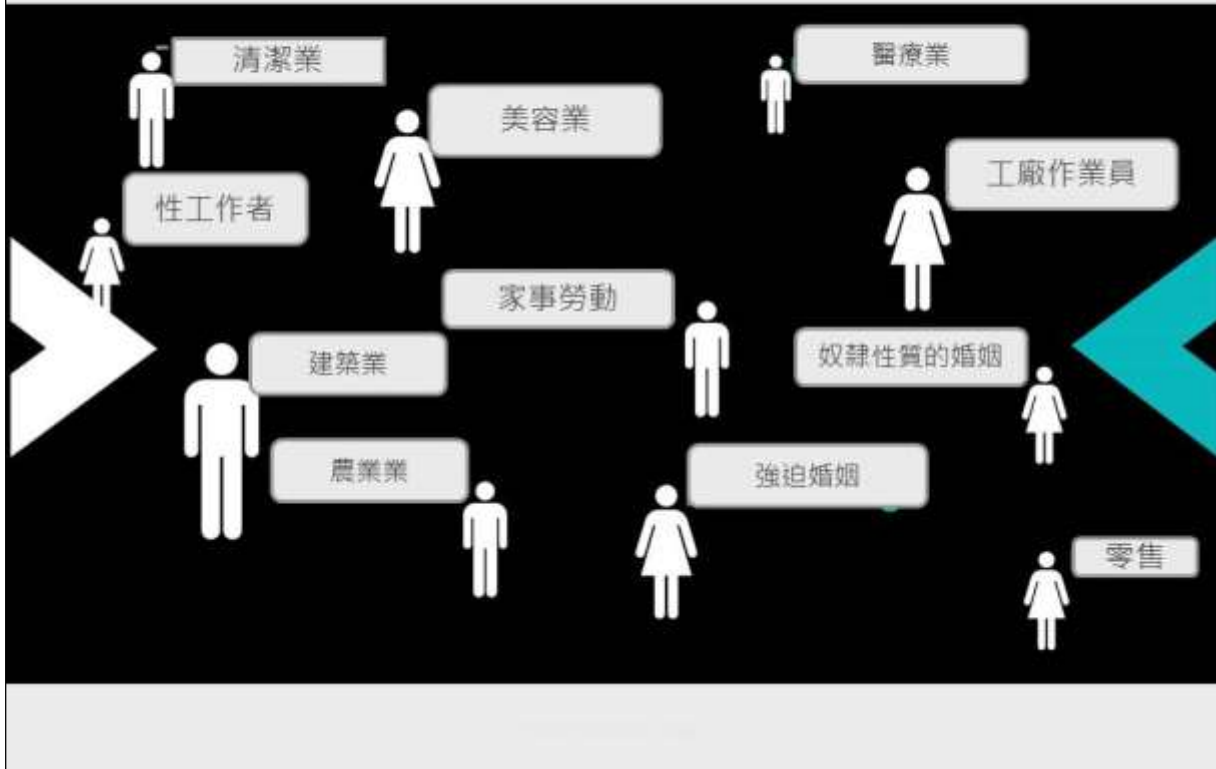 清潔業
醫療業
美容業
工廠作業員
性工作者
家事勞動
建築業
奴隸性質的婚姻
農業業
強迫婚姻
零售